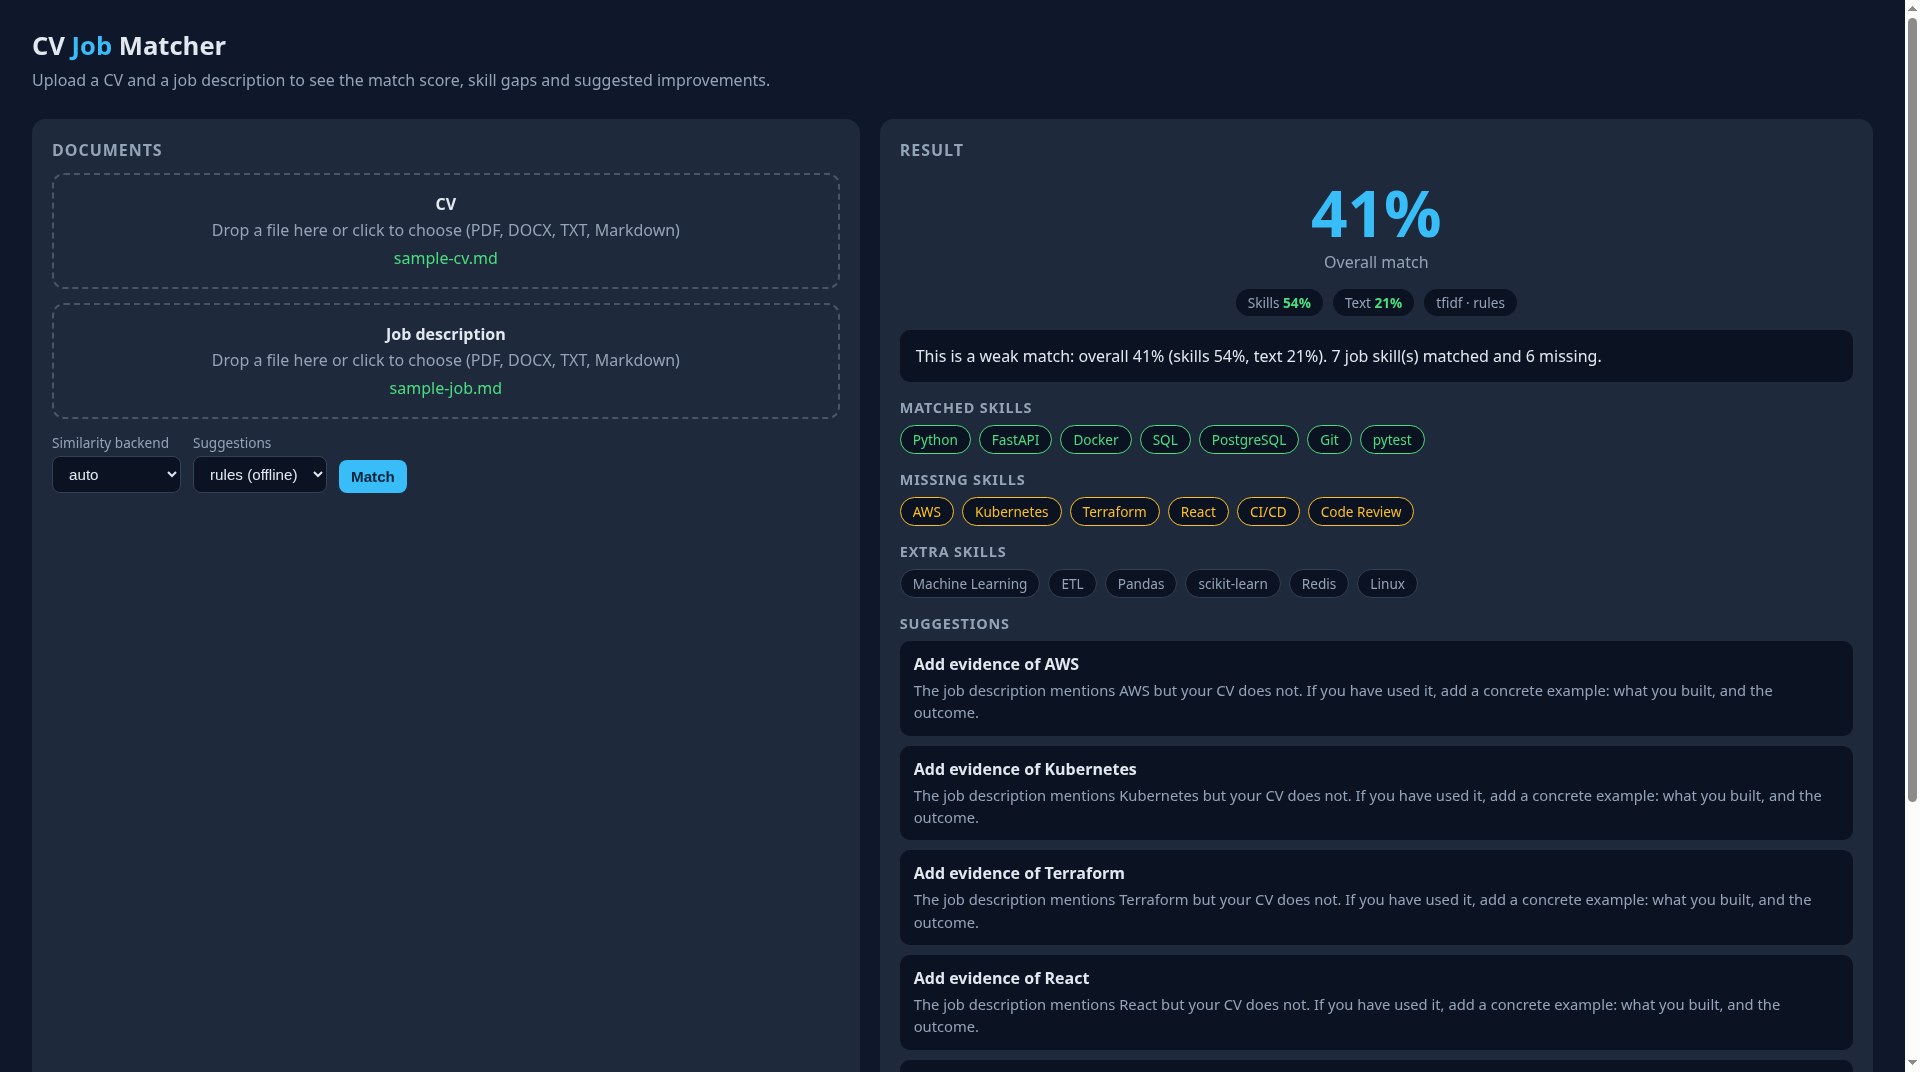 CV Job Matcher
Upload a CV and a job description to see the match score, skill gaps and suggested improvements.
DOCUMENTS
CV
Drop a file here or click to choose (PDF, DOCX, TXT, Markdown)
sample-cv.md
Job description
Drop a file here or click to choose (PDF, DOCX, TXT, Markdown)
sample-job.md
Similarity backend Suggestions
auto rules (offline) Match
RESULT
41%
Overall match
Skills 54% Text 21% tfidf · rules
This is a weak match: overall 41% (skills 54%, text 21%). 7 job skill(s) matched and 6 missing.
MATCHED SKILLS
Python FastAPI Docker SQL PostgreSQL Git pytest
MISSING SKILLS
AWS Kubernetes Terraform React CI/CD Code Review
EXTRA SKILLS
Machine Learning ETL Pandas scikit-learn Redis Linux
SUGGESTIONS
Add evidence of AWS
The job description mentions AWS but your CV does not. If you have used it, add a concrete example: what you built, and the
outcome.
Add evidence of Kubernetes
The job description mentions Kubernetes but your CV does not. If you have used it, add a concrete example: what you built, and the
outcome.
Add evidence of Terraform
The job description mentions Terraform but your CV does not. If you have used it, add a concrete example: what you built, and the
outcome.
Add evidence of React
The job description mentions React but your CV does not. If you have used it, add a concrete example: what you built, and the
outcome.